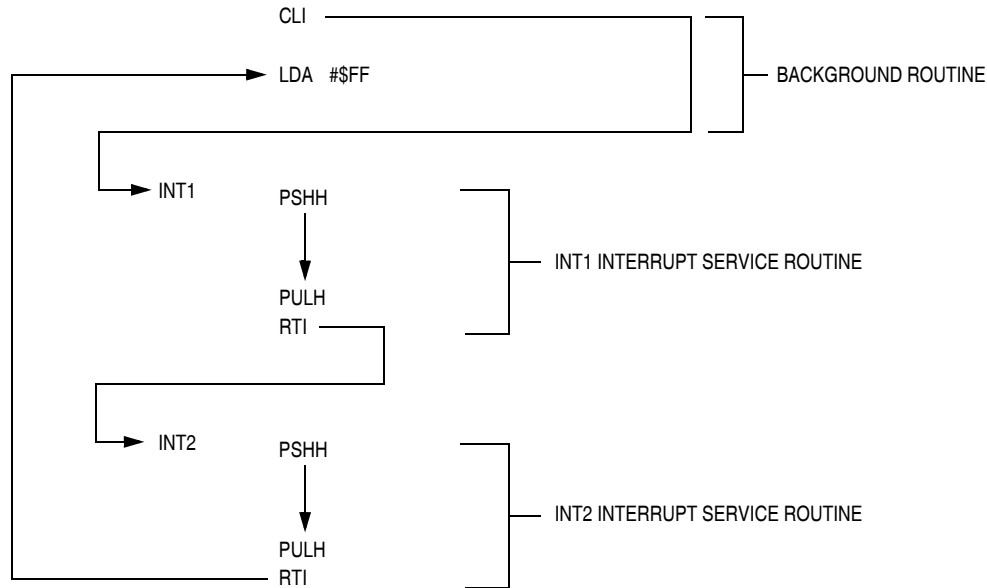 CLI
LDA #$FF
BACKGROUND ROUTINE
INT1
PSHH
INT1 INTERRUPT SERVICE ROUTINE
PULH
RTI
INT2
PSHH
INT2 INTERRUPT SERVICE ROUTINE
PULH
RTI